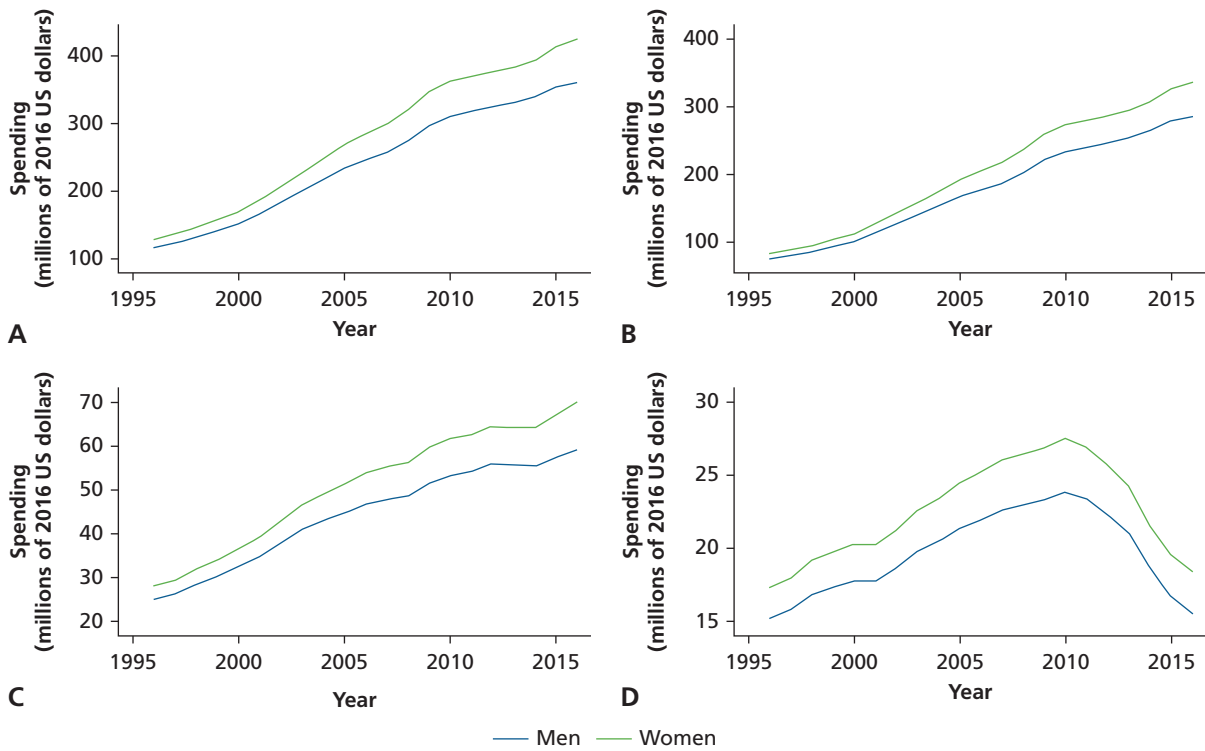 Spending
(millions of 2016 US dollars)
400
300
200
100
1995
2000
2005
2010
2015
Year
A
Spending
(millions of 2016 US dollars)
400
300
200
100
1995
2000
2005
2010
2015
Year
B
Spending
(millions of 2016 US dollars)
70
60
50
40
30
20
1995
2000
2005
2010
2015
Year
C
Spending
(millions of 2016 US dollars)
30
25
20
15
1995
2000
2005
2010
2015
Year
D
Men
Women